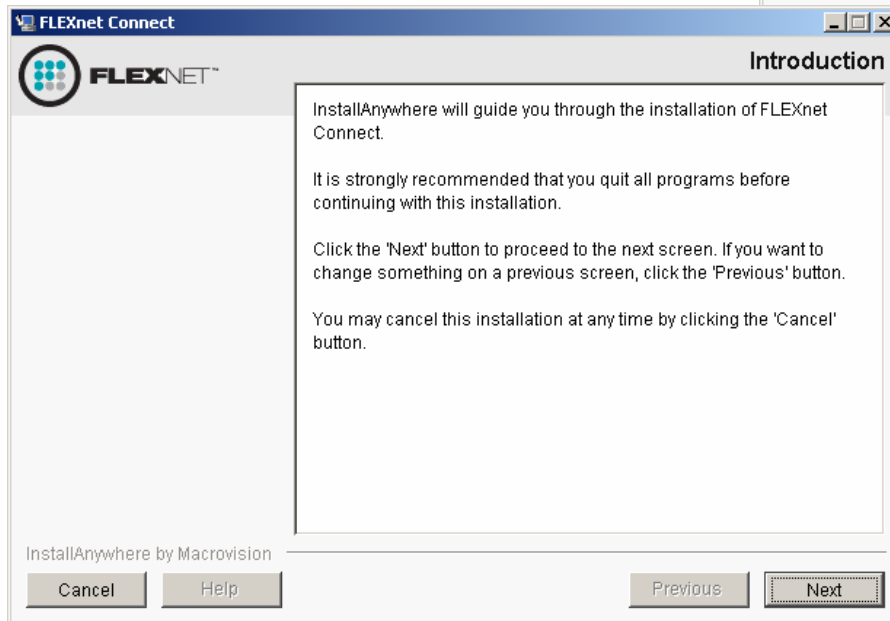 FLEXnet Connect
FLEXNET™
Introduction
InstallAnywhere will guide you through the installation of FLEXnet
Connect.
It is strongly recommended that you quit all programs before
continuing with this installation.
Click the 'Next' button to proceed to the next screen. If you want to
change something on a previous screen, click the 'Previous' button.
You may cancel this installation at any time by clicking the 'Cancel'
button.
InstallAnywhere by Macrovision
Cancel Help Previous Next